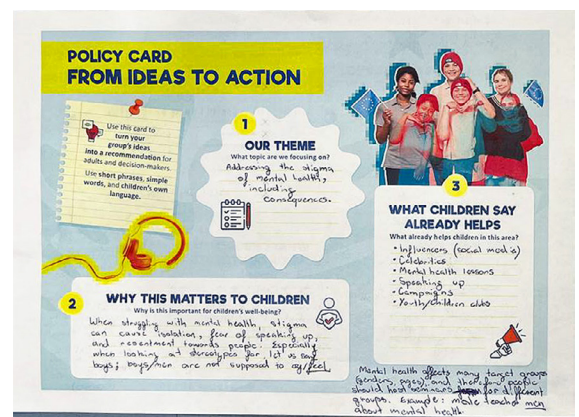 POLICY CARD
FROM IDEAS TO ACTION
Use this card to
turn your
group's ideas
into a recommendation for
adults and decision-makers.
Use short phrases, simple
words, and children's own
language.
1
OUR THEME
What topic are we focusing on?
Addressing the stigma
of mental health,
including
consequences.
2
WHY THIS MATTERS TO CHILDREN
Why is this important for children's well-being?
When struggling with mental health, stigma
can cause isolation, fear of speaking up,
and resentment towards people. Especially
when looking at stereotypes for, let us say
boys; boys/men are not supposed to cry/feel
3
WHAT CHILDREN SAY
ALREADY HELPS
What already helps children in this area?
• Influencers (social media)
• Celebrities
• Mental health lessons
• Speaking up
• Campaigns
• Youth/children clubs
Mental health affects many target groups
(genders, ages), and therefore people
should host seminars for different
groups. Example: male teacher men
about mental health